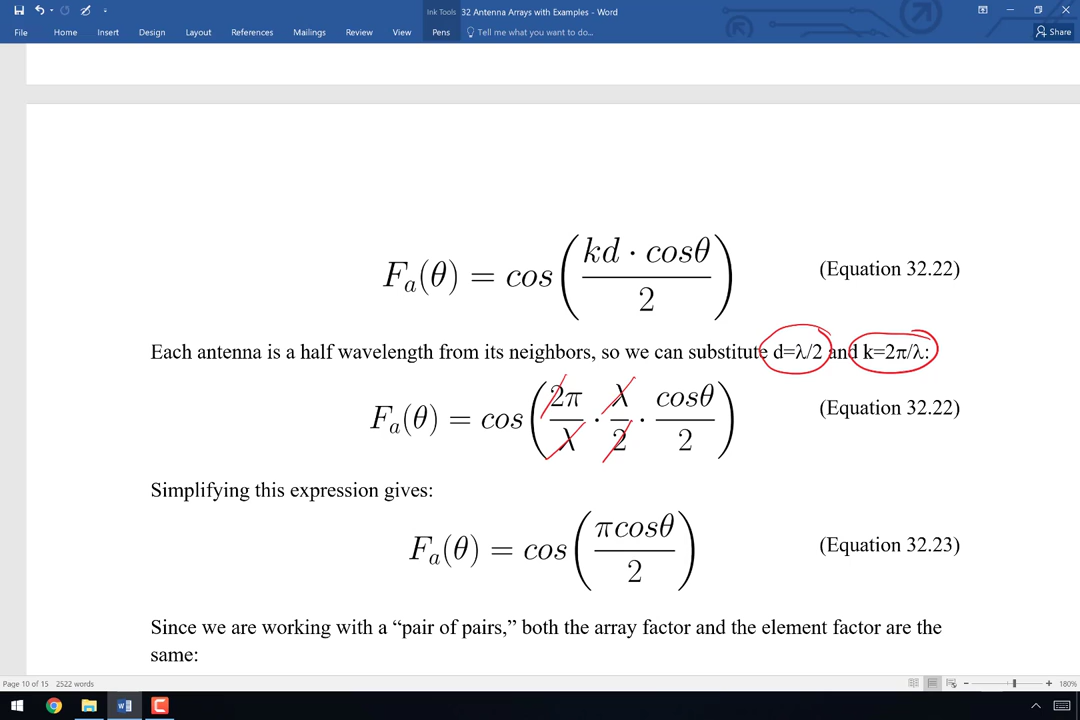 Ink Tools 32 Antenna Arrays with Examples - Word
File Home Insert Design Layout References Mailings Review View Pens Tell me what you want to do... Share
F_a(θ) = cos(kd · cosθ / 2) (Equation 32.22)
Each antenna is a half wavelength from its neighbors, so we can substitute d=λ/2 and k=2π/λ:
F_a(θ) = cos(2π/λ · λ/2 · cosθ/2) (Equation 32.22)
Simplifying this expression gives:
F_a(θ) = cos(πcosθ / 2) (Equation 32.23)
Since we are working with a “pair of pairs,” both the array factor and the element factor are the
same:
Page 10 of 15 2522 words 180%